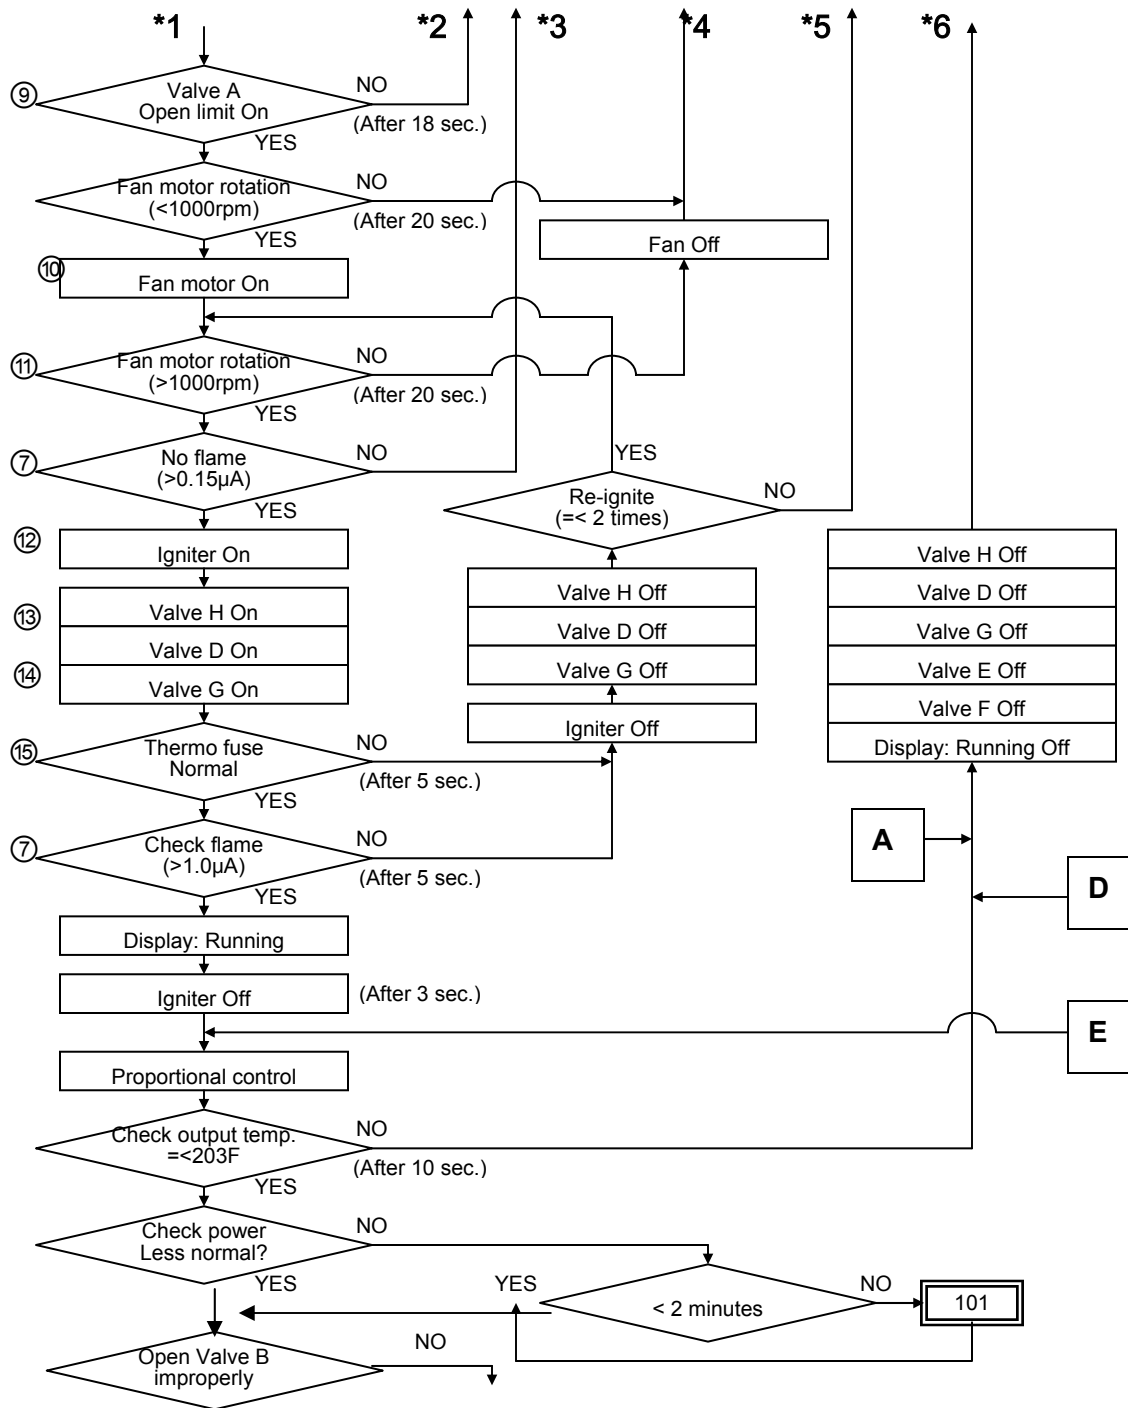 *1
*2
*3
*4
*5
*6
⑨
Valve A
Open limit On
NO
(After 18 sec.)
YES
Fan motor rotation
(<1000rpm)
NO
(After 20 sec.)
YES
Fan Off
⑩
Fan motor On
⑪
Fan motor rotation
(>1000rpm)
NO
(After 20 sec.)
YES
⑦
No flame
(>0.15µA)
NO
YES
YES
Re-ignite
(=< 2 times)
NO
⑫
Igniter On
⑬
Valve H On
Valve D On
⑭
Valve G On
Valve H Off
Valve D Off
Valve G Off
Igniter Off
Valve H Off
Valve D Off
Valve G Off
Valve E Off
Valve F Off
Display: Running Off
⑮
Thermo fuse
Normal
NO
(After 5 sec.)
YES
⑦
Check flame
(>1.0µA)
NO
(After 5 sec.)
YES
A
D
Display: Running
Igniter Off
(After 3 sec.)
E
Proportional control
Check output temp.
=<203F
NO
(After 10 sec.)
YES
Check power
Less normal?
NO
YES
YES
< 2 minutes
NO
101
Open Valve B
improperly
NO